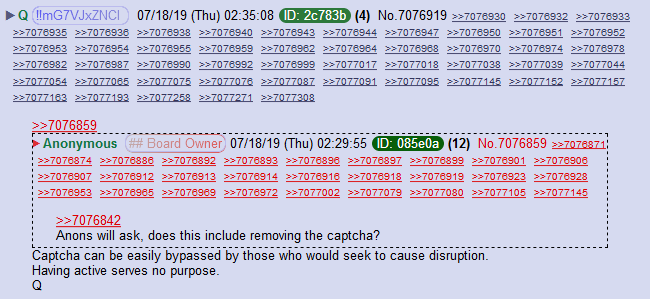 Q !!mG7VJxZNCI 07/18/19 (Thu) 02:35:08 ID: 2c783b (4) No.7076919 >>7076930 >>7076932 >>7076933
>>7076935 >>7076936 >>7076938 >>7076940 >>7076943 >>7076944 >>7076947 >>7076950 >>7076951 >>7076952
>>7076953 >>7076954 >>7076955 >>7076956 >>7076960 >>7076964 >>7076968 >>7076970 >>7076974 >>7076978
>>7076982 >>7076987 >>7076990 >>7076992 >>7076999 >>7077017 >>7077018 >>7077038 >>7077039 >>7077044
>>7077054 >>7077065 >>7077075 >>7077076 >>7077087 >>7077091 >>7077095 >>7077145 >>7077152 >>7077157
>>7077163 >>7077193 >>7077258 >>7077271 >>7077308
>>7076859
Anonymous ## Board Owner 07/18/19 (Thu) 02:29:55 ID: 085e0a (12) No.7076859 >>7076871
>>7076874 >>7076886 >>7076892 >>7076893 >>7076896 >>7076897 >>7076899 >>7076901 >>7076906
>>7076907 >>7076912 >>7076913 >>7076914 >>7076916 >>7076918 >>7076919 >>7076923 >>7076928
>>7076953 >>7076965 >>7076969 >>7076972 >>7077002 >>7077079 >>7077080 >>7077105 >>7077145
>>7076842
Anons will ask, does this include removing the captcha?
Captcha can be easily bypassed by those who would seek to cause disruption.
Having active serves no purpose.
Q